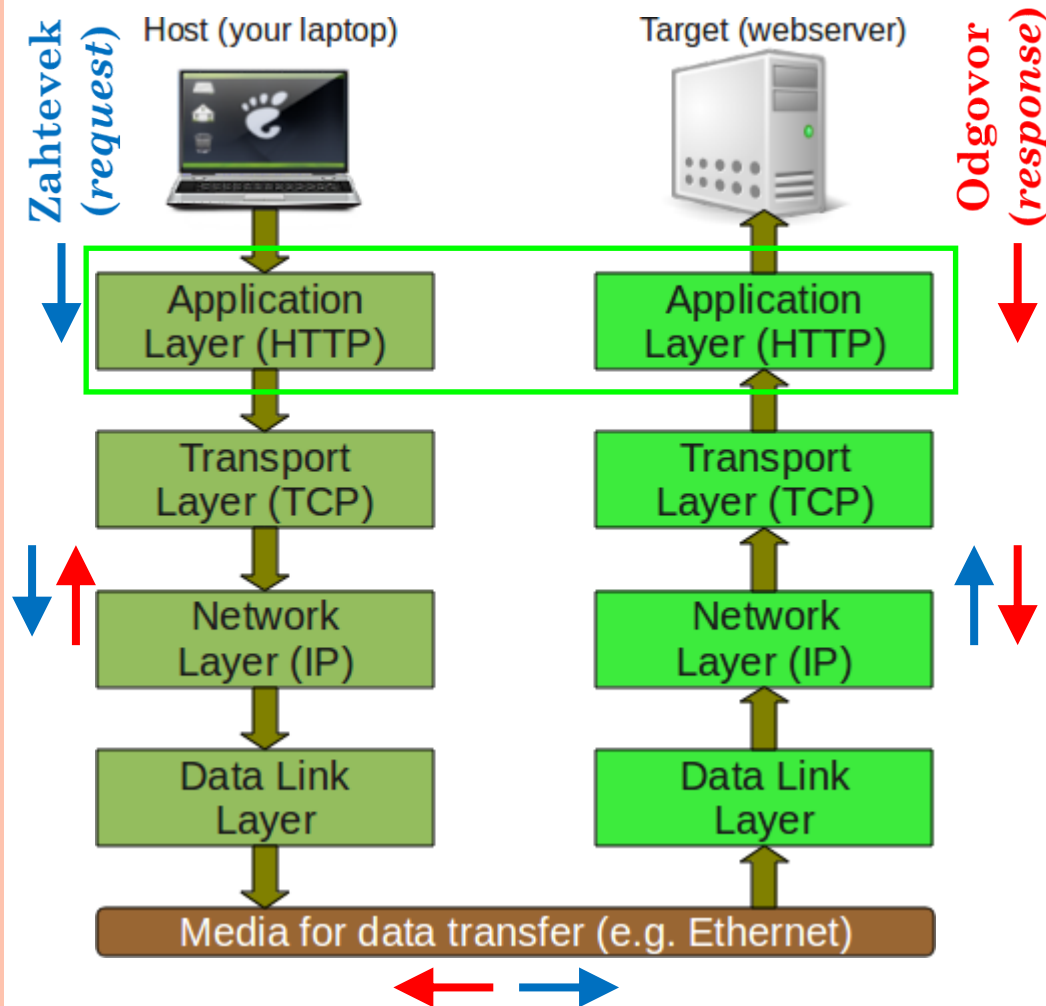 Zahtevek
(request)
Host (your laptop)
Target (webserver)
Odgovor
(response)
Application
Layer (HTTP)
Application
Layer (HTTP)
Transport
Layer (TCP)
Transport
Layer (TCP)
Network
Layer (IP)
Network
Layer (IP)
Data Link
Layer
Data Link
Layer
Media for data transfer (e.g. Ethernet)